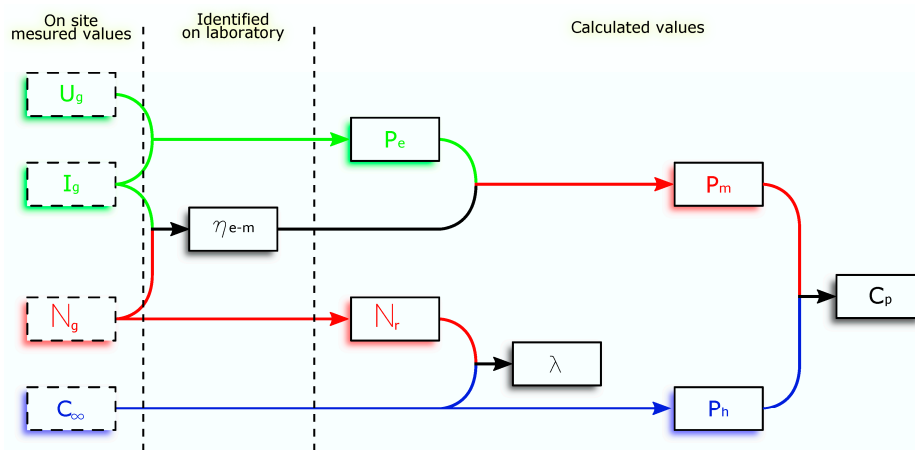 On site
mesured values
Identified
on laboratory
Calculated values
Ug
Pe
Ig
Pm
ηe-m
Cp
Ng
Nr
λ
C∞
Ph